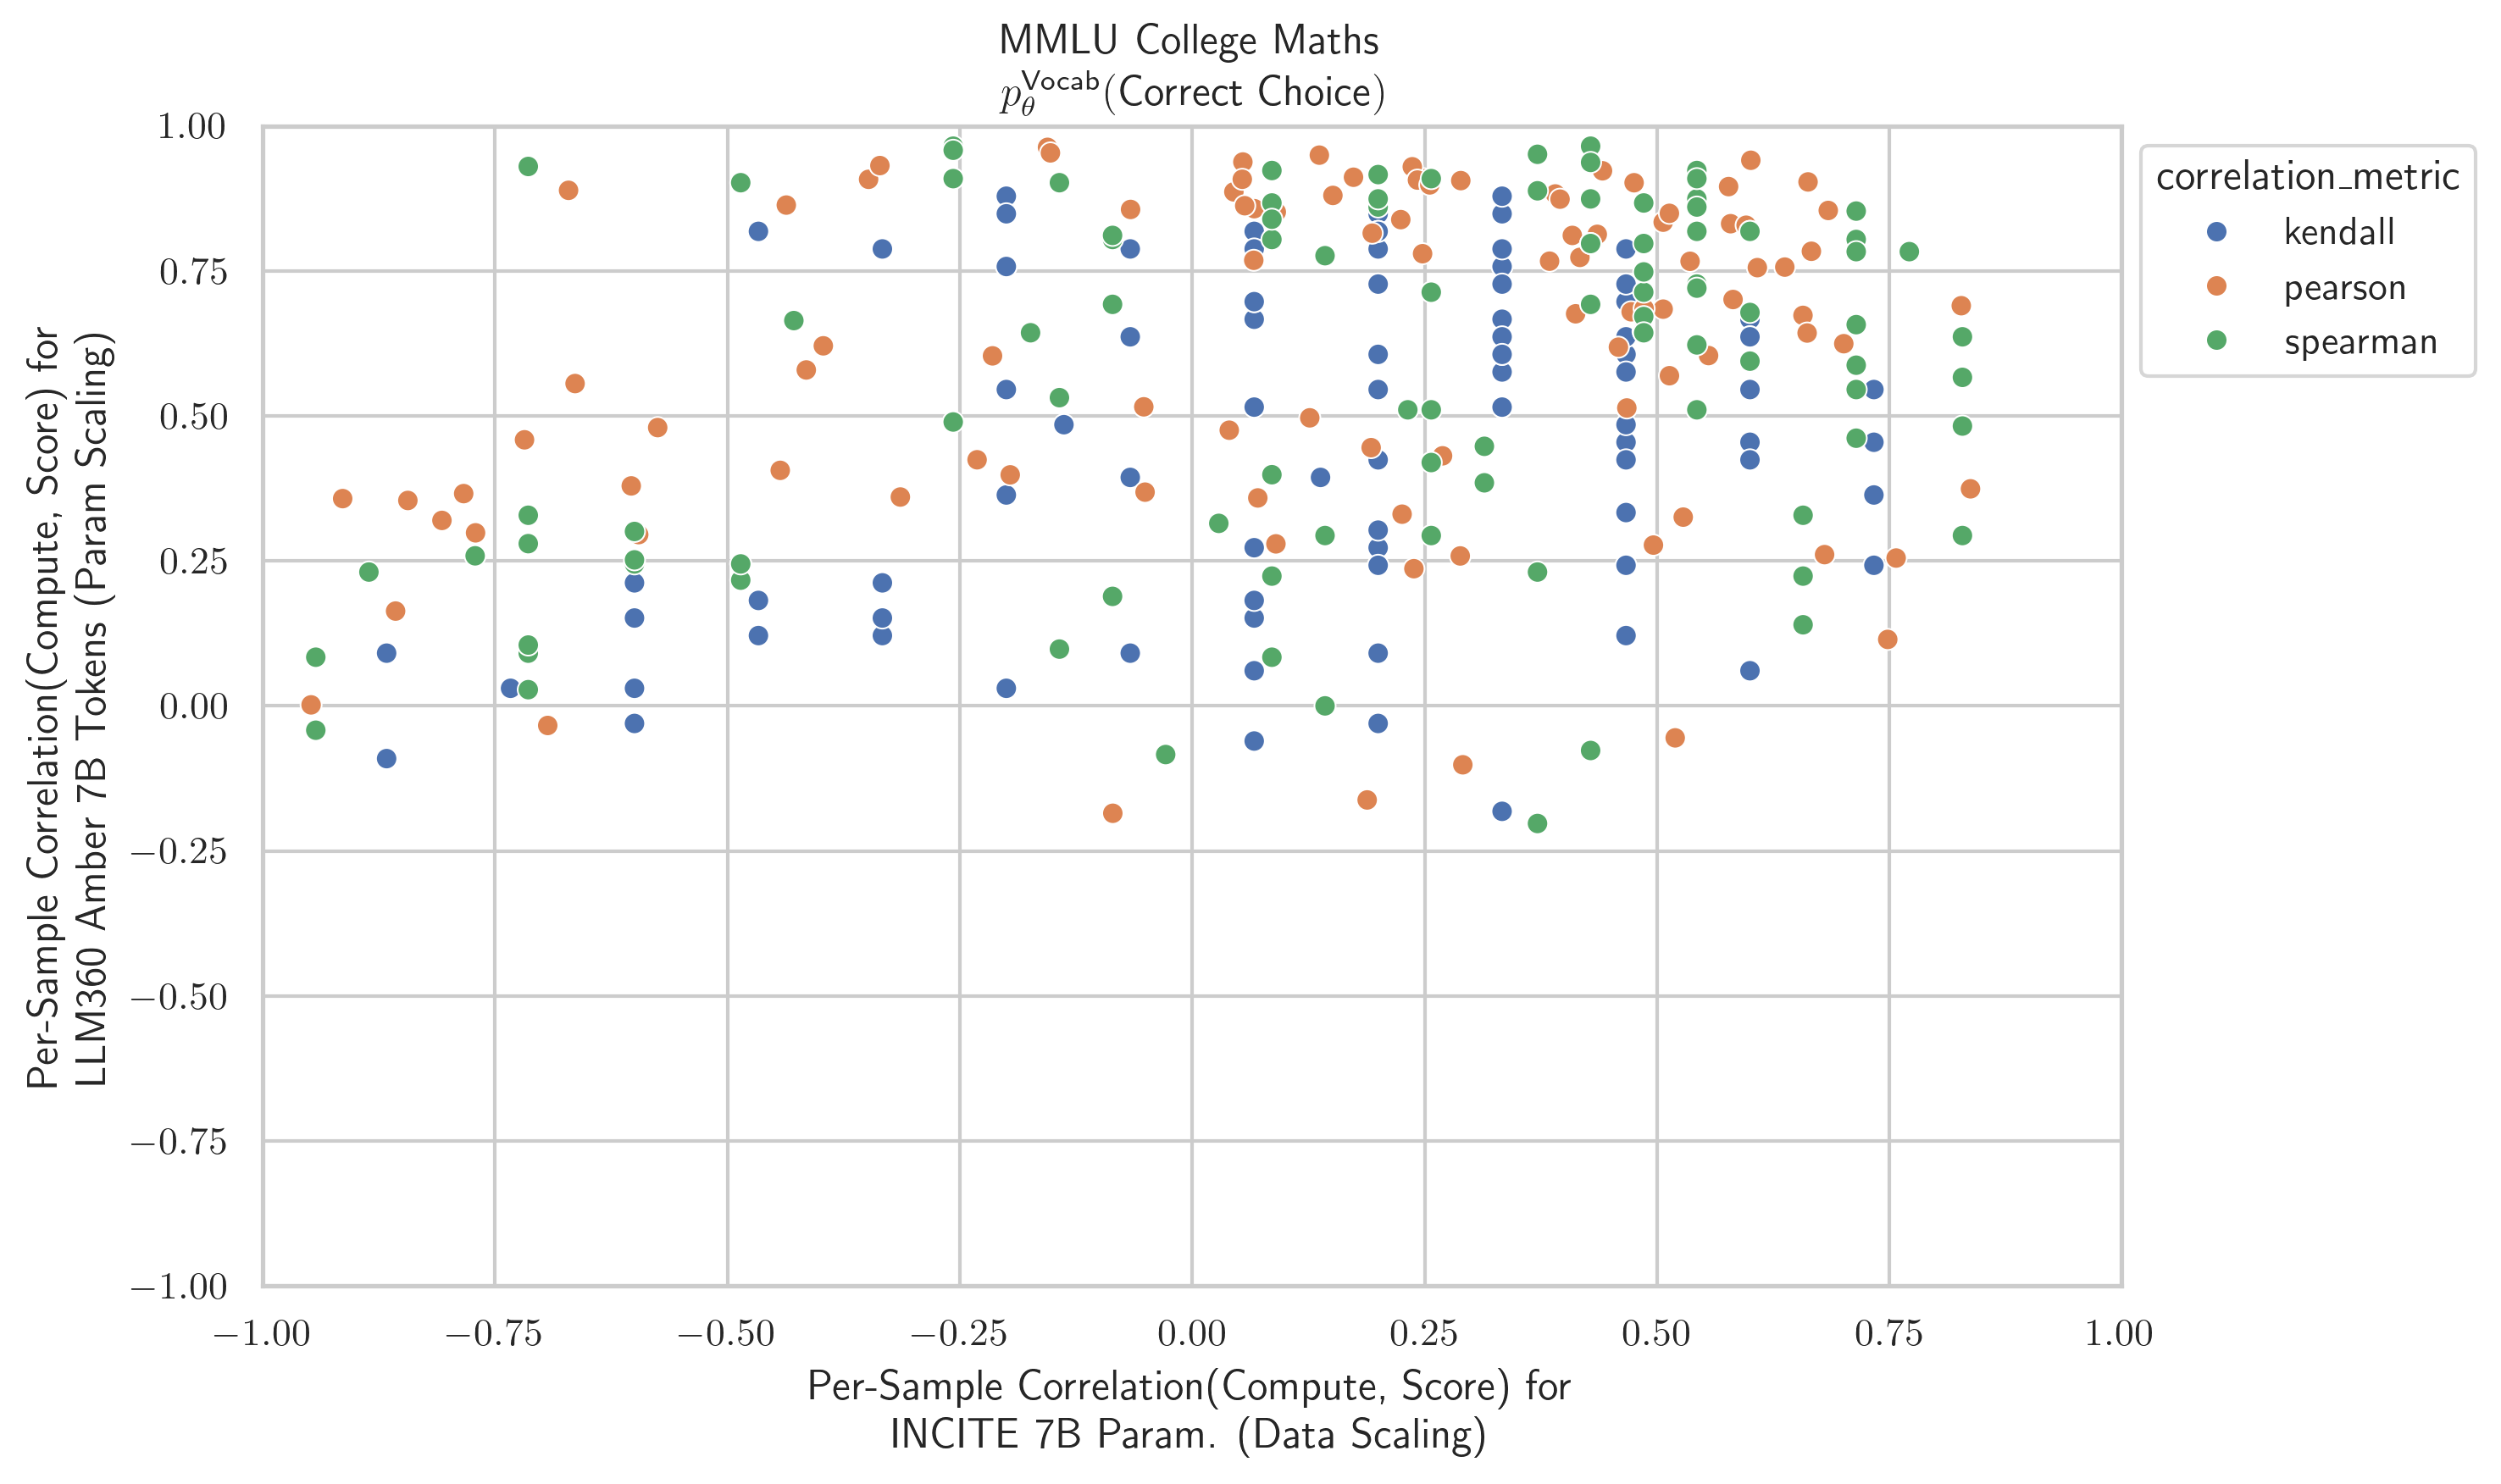 MMLU College Maths
p_θ^Vocab(Correct Choice)
1.00
0.75
0.50
0.25
0.00
−0.25
−0.50
−0.75
−1.00
Per-Sample Correlation(Compute, Score) for
LLM360 Amber 7B Tokens (Param Scaling)
−1.00
−0.75
−0.50
−0.25
0.00
0.25
0.50
0.75
1.00
Per-Sample Correlation(Compute, Score) for
INCITE 7B Param. (Data Scaling)
correlation_metric
kendall
pearson
spearman